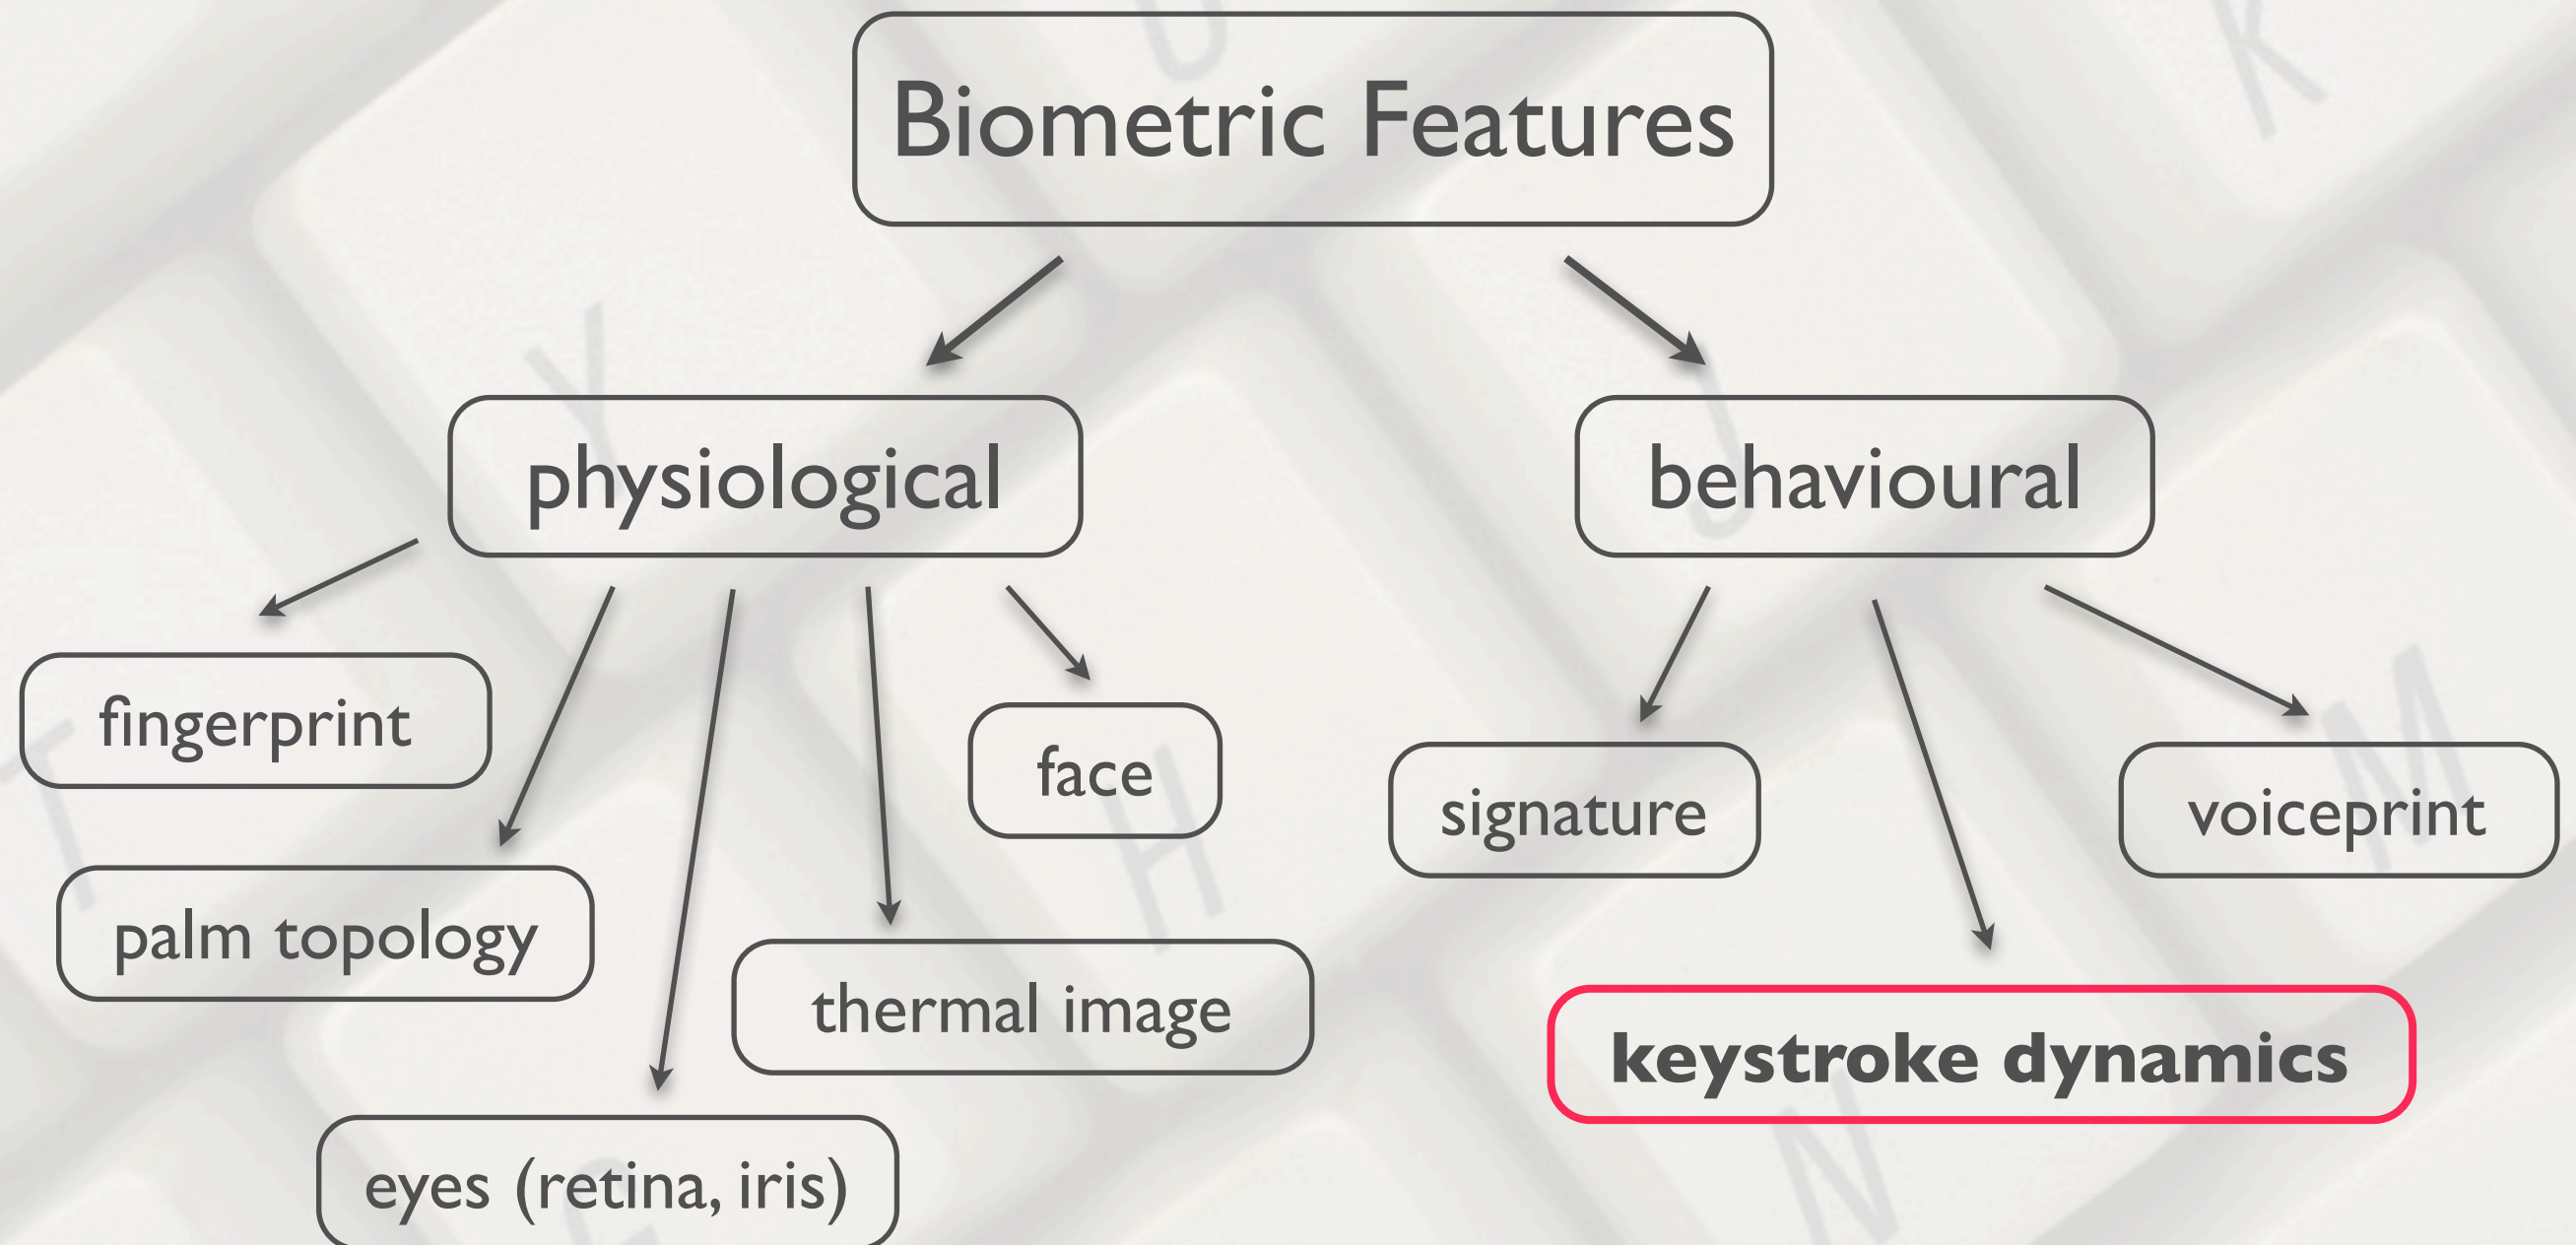 Biometric Features
physiological
behavioural
fingerprint
face
signature
voiceprint
palm topology
thermal image
keystroke dynamics
eyes (retina, iris)
Y
J
K
T
H
M
N